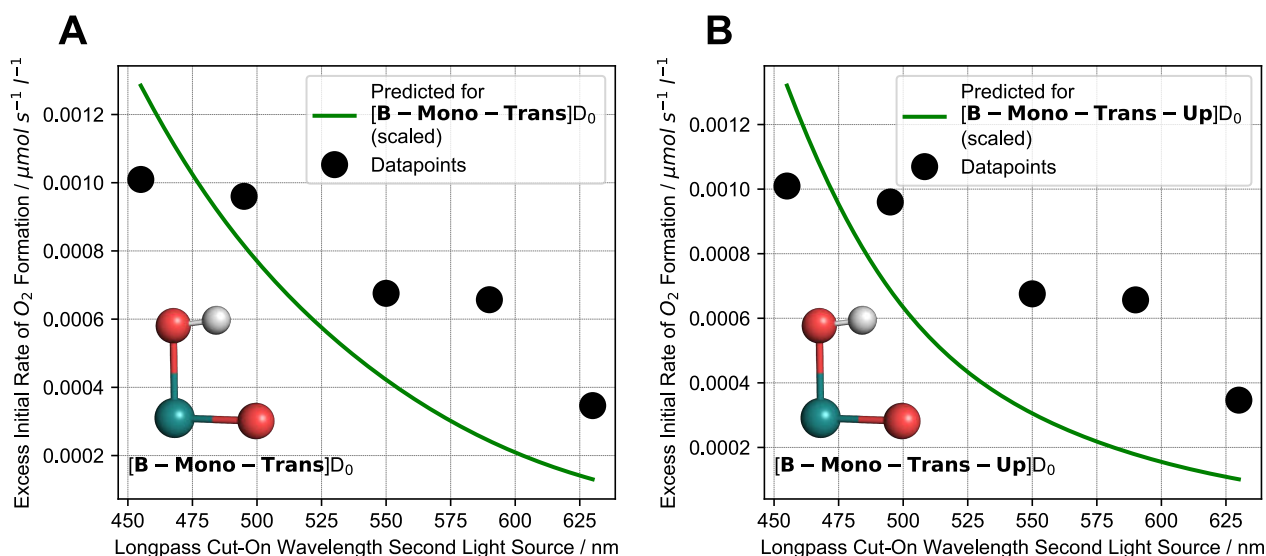 A
Excess Initial Rate of O₂ Formation / μmol s⁻¹ l⁻¹
0.0012
0.0010
0.0008
0.0006
0.0004
0.0002
Predicted for
[B − Mono − Trans]D₀
(scaled)
Datapoints
[B − Mono − Trans]D₀
450 475 500 525 550 575 600 625
Longpass Cut-On Wavelength Second Light Source / nm
B
Excess Initial Rate of O₂ Formation / μmol s⁻¹ l⁻¹
0.0012
0.0010
0.0008
0.0006
0.0004
0.0002
Predicted for
[B − Mono − Trans − Up]D₀
(scaled)
Datapoints
[B − Mono − Trans − Up]D₀
450 475 500 525 550 575 600 625
Longpass Cut-On Wavelength Second Light Source / nm